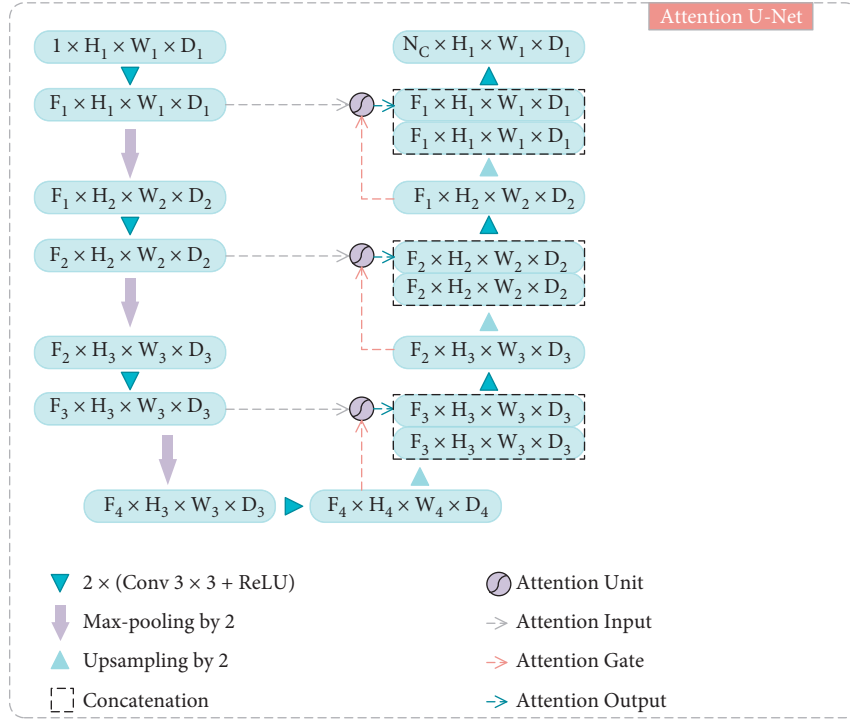 Attention U-Net
1 × H₁ × W₁ × D₁
F₁ × H₁ × W₁ × D₁
F₁ × H₂ × W₂ × D₂
F₂ × H₂ × W₂ × D₂
F₂ × H₃ × W₃ × D₃
F₃ × H₃ × W₃ × D₃
F₄ × H₃ × W₃ × D₃
F₄ × H₄ × W₄ × D₄
N_C × H₁ × W₁ × D₁
F₁ × H₁ × W₁ × D₁
F₁ × H₁ × W₁ × D₁
F₁ × H₂ × W₂ × D₂
F₂ × H₂ × W₂ × D₂
F₂ × H₂ × W₂ × D₂
F₂ × H₃ × W₃ × D₃
F₃ × H₃ × W₃ × D₃
F₃ × H₃ × W₃ × D₃
2 × (Conv 3 × 3 + ReLU)
Max-pooling by 2
Upsampling by 2
Concatenation
Attention Unit
Attention Input
Attention Gate
Attention Output